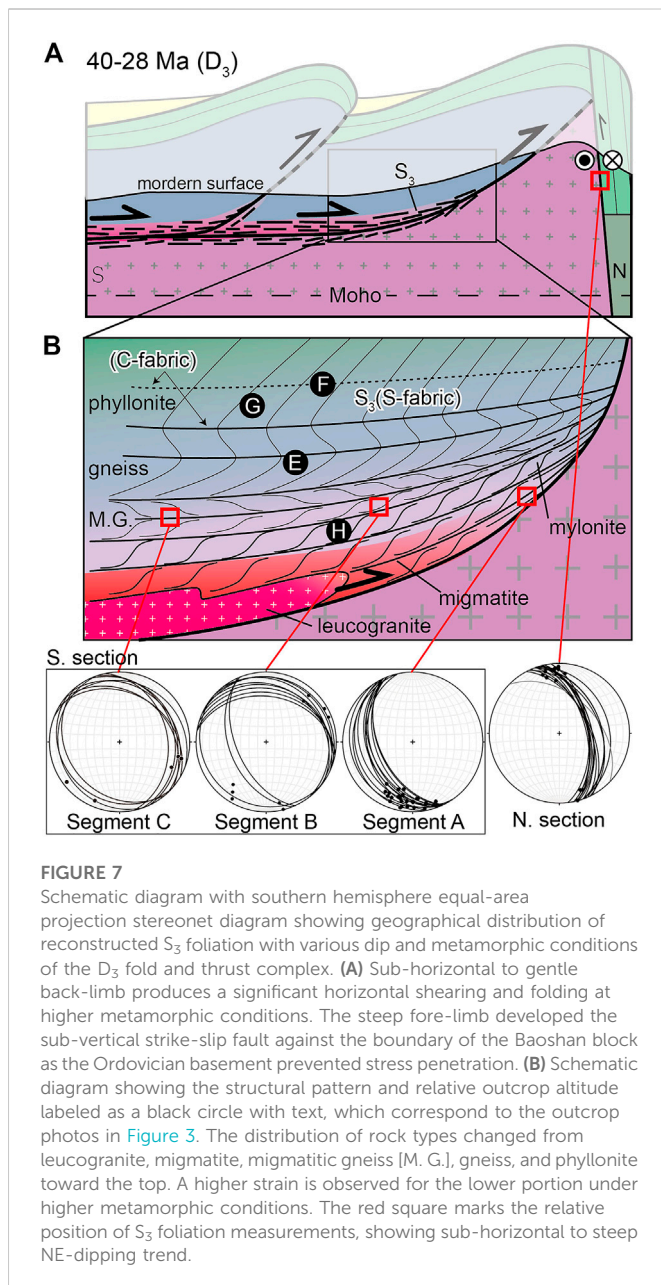 A
40-28 Ma (D3)
mordern surface
S3
S
N
Moho
B
(C-fabric)
F
phyllonite
G
S3(S-fabric)
gneiss
E
M.G.
H
mylonite
migmatite
leucogranite
S. section
Segment C
Segment B
Segment A
N. section
FIGURE 7
Schematic diagram with southern hemisphere equal-area
projection stereonet diagram showing geographical distribution of
reconstructed S3 foliation with various dip and metamorphic conditions
of the D3 fold and thrust complex. (A) Sub-horizontal to gentle
back-limb produces a significant horizontal shearing and folding at
higher metamorphic conditions. The steep fore-limb developed the
sub-vertical strike-slip fault against the boundary of the Baoshan block
as the Ordovician basement prevented stress penetration. (B) Schematic
diagram showing the structural pattern and relative outcrop altitude
labeled as a black circle with text, which correspond to the outcrop
photos in Figure 3. The distribution of rock types changed from
leucogranite, migmatite, migmatitic gneiss [M. G.], gneiss, and phyllonite
toward the top. A higher strain is observed for the lower portion under
higher metamorphic conditions. The red square marks the relative
position of S3 foliation measurements, showing sub-horizontal to steep
NE-dipping trend.